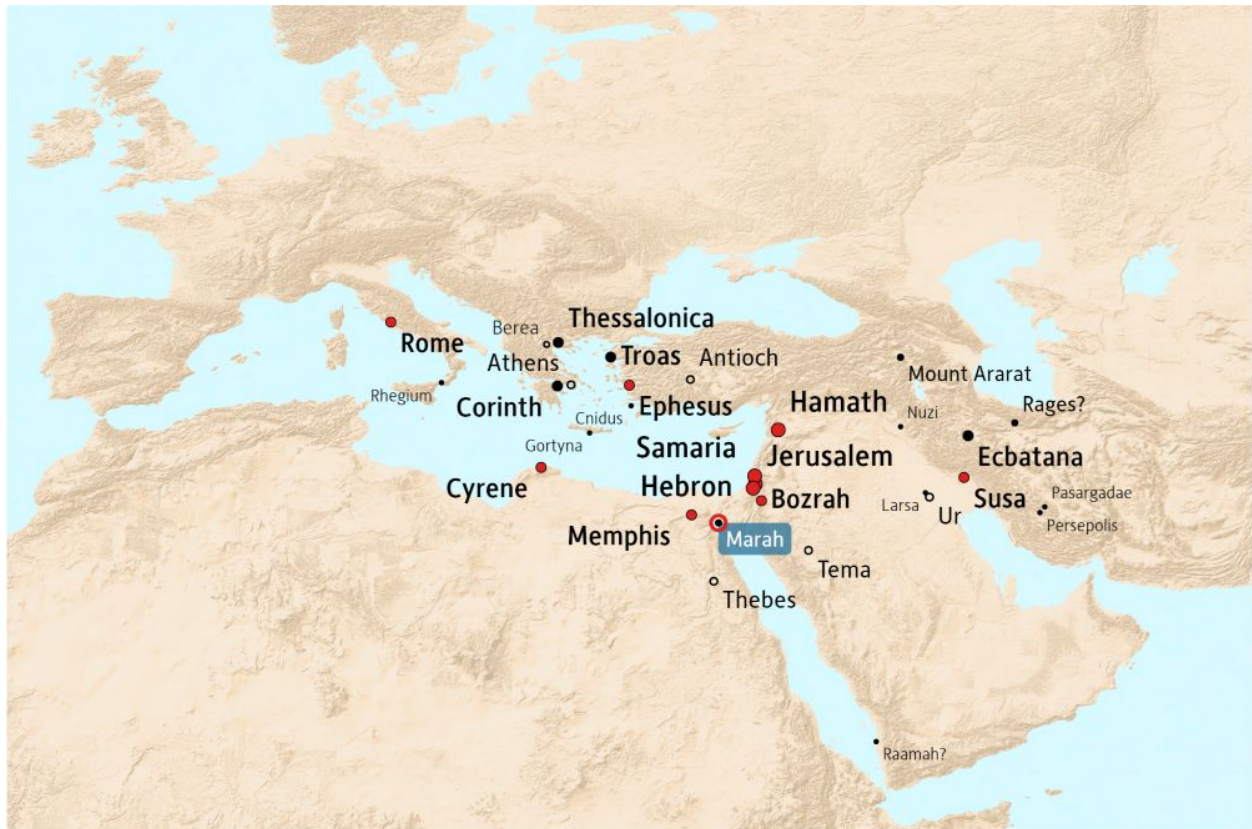 Berea
Thessalonica
Rome
Athens
Troas
Antioch
Mount Ararat
Rhegium
Corinth
Cnidus
Ephesus
Hamath
Nuzi
Rages?
Gortyna
Samaria
Jerusalem
Ecbatana
Cyrene
Hebron
Bozrah
Larsa
Ur
Susa
Pasargadae
Persepolis
Memphis
Marah
Tema
Thebes
Raamah?